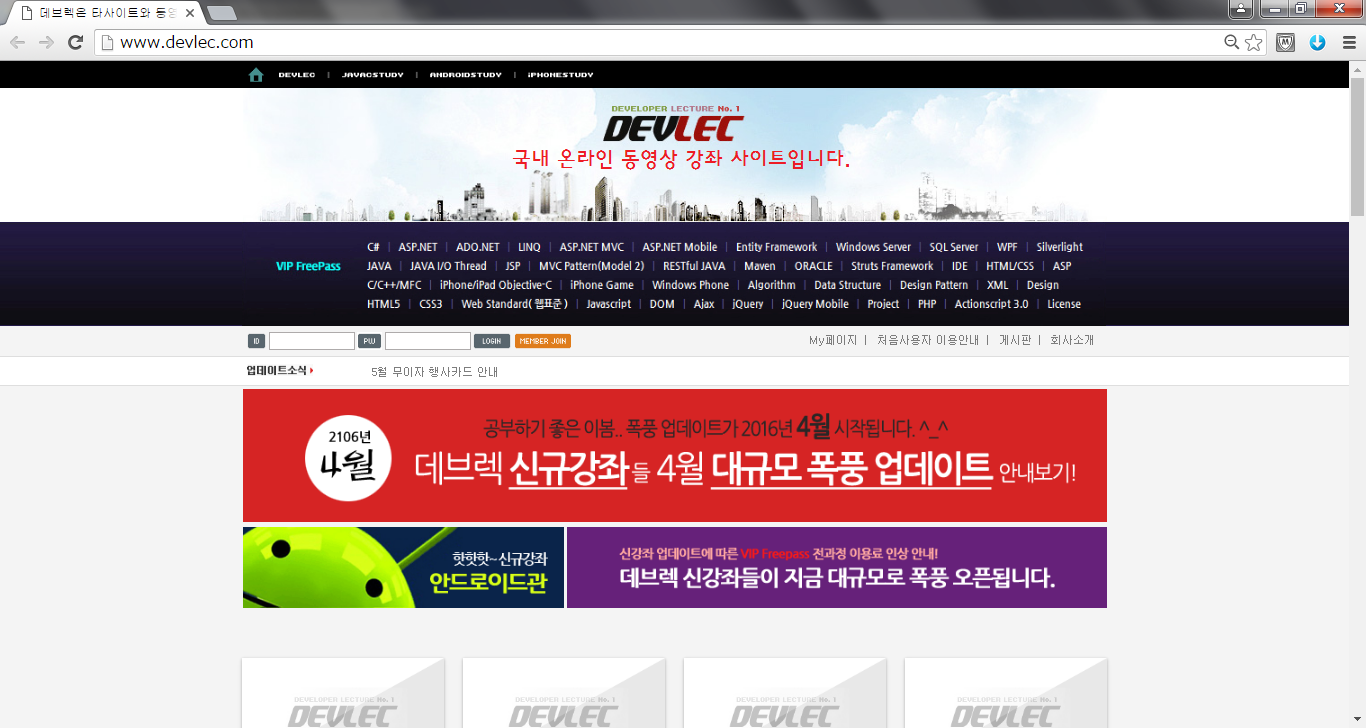 데브렉은 타사이트와 동영
www.devlec.com
DEVLEC | JAVACSTUDY | ANDROIDSTUDY | iPHONESTUDY
DEVELOPER LECTURE No. 1
DEVLEC
국내 온라인 동영상 강좌 사이트입니다.
VIP FreePass
C# | ASP.NET | ADO.NET | LINQ | ASP.NET MVC | ASP.NET Mobile | Entity Framework | Windows Server | SQL Server | WPF | Silverlight
JAVA | JAVA I/O Thread | JSP | MVC Pattern(Model 2) | RESTful JAVA | Maven | ORACLE | Struts Framework | IDE | HTML/CSS | ASP
C/C++/MFC | iPhone/iPad Objective-C | iPhone Game | Windows Phone | Algorithm | Data Structure | Design Pattern | XML | Design
HTML5 | CSS3 | Web Standard( 웹표준 ) | Javascript | DOM | Ajax | jQuery | jQuery Mobile | Project | PHP | Actionscript 3.0 | License
ID PW LOGIN MEMBER JOIN My페이지 | 처음사용자 이용안내 | 게시판 | 회사소개
업데이트소식 5월 무이자 행사카드 안내
2106년
4월
공부하기 좋은 이봄.. 폭풍 업데이트가 2016년 4월 시작됩니다. ^_^
데브렉 신규강좌들 4월 대규모 폭풍 업데이트 안내보기!
핫핫핫~신규강좌
안드로이드관
신강좌 업데이트에 따른 VIP Freepass 전과정 이용료 인상 안내!
데브렉 신강좌들이 지금 대규모로 폭풍 오픈됩니다.
DEVELOPER LECTURE No. 1 DEVELOPER LECTURE No. 1 DEVELOPER LECTURE No. 1 DEVELOPER LECTURE No. 1
DEVLEC DEVLEC DEVLEC DEVLEC